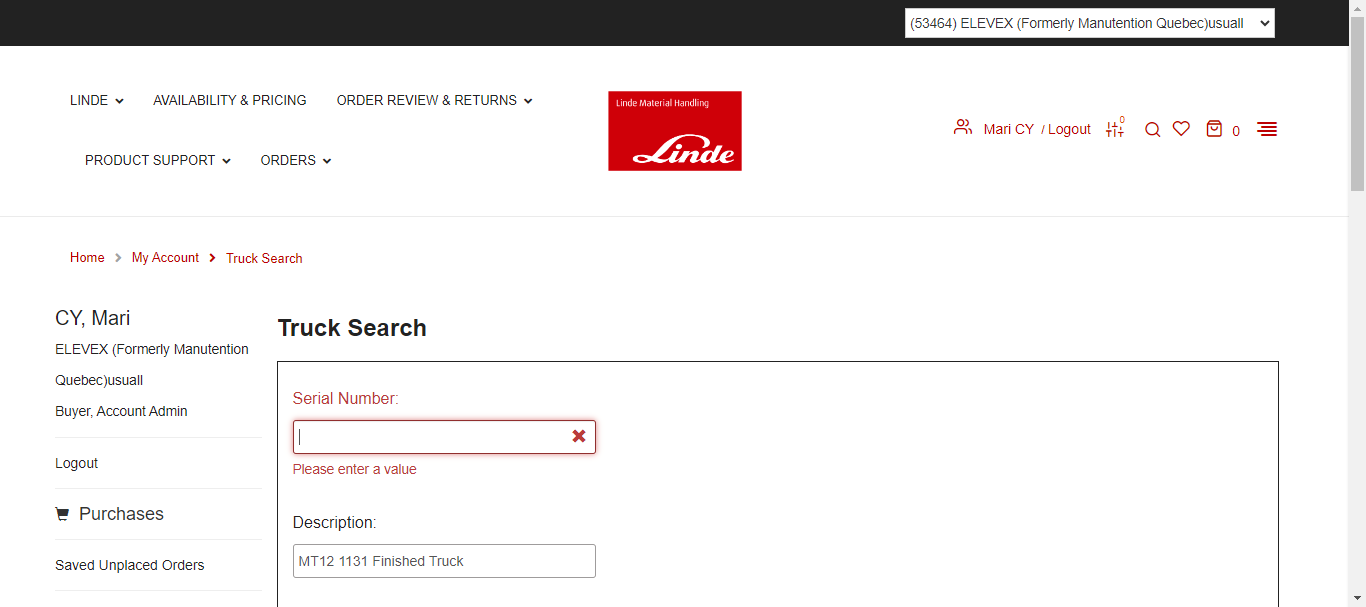 (53464) ELEVEX (Formerly Manutention Quebec)usuall
LINDE
AVAILABILITY & PRICING
ORDER REVIEW & RETURNS
PRODUCT SUPPORT
ORDERS
Linde Material Handling
Linde
Mari CY / Logout
0
0
Home
My Account
Truck Search
CY, Mari
ELEVEX (Formerly Manutention
Quebec)usuall
Buyer, Account Admin
Logout
Purchases
Saved Unplaced Orders
Truck Search
Serial Number:
Please enter a value
Description:
MT12 1131 Finished Truck